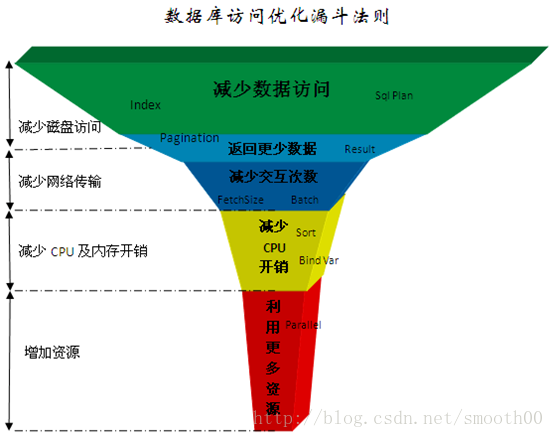 数据库访问优化漏斗法则
减少数据访问
Index
Sql Plan
减少磁盘访问
Pagination
返回更少数据
Result
减少网络传输
减少交互次数
FetchSize
Batch
减少CPU及内存开销
减少
CPU
开销
Sort
Bind Var
增加资源
利用更多资源
Parallel
http://blog.csdn.net/smooth00